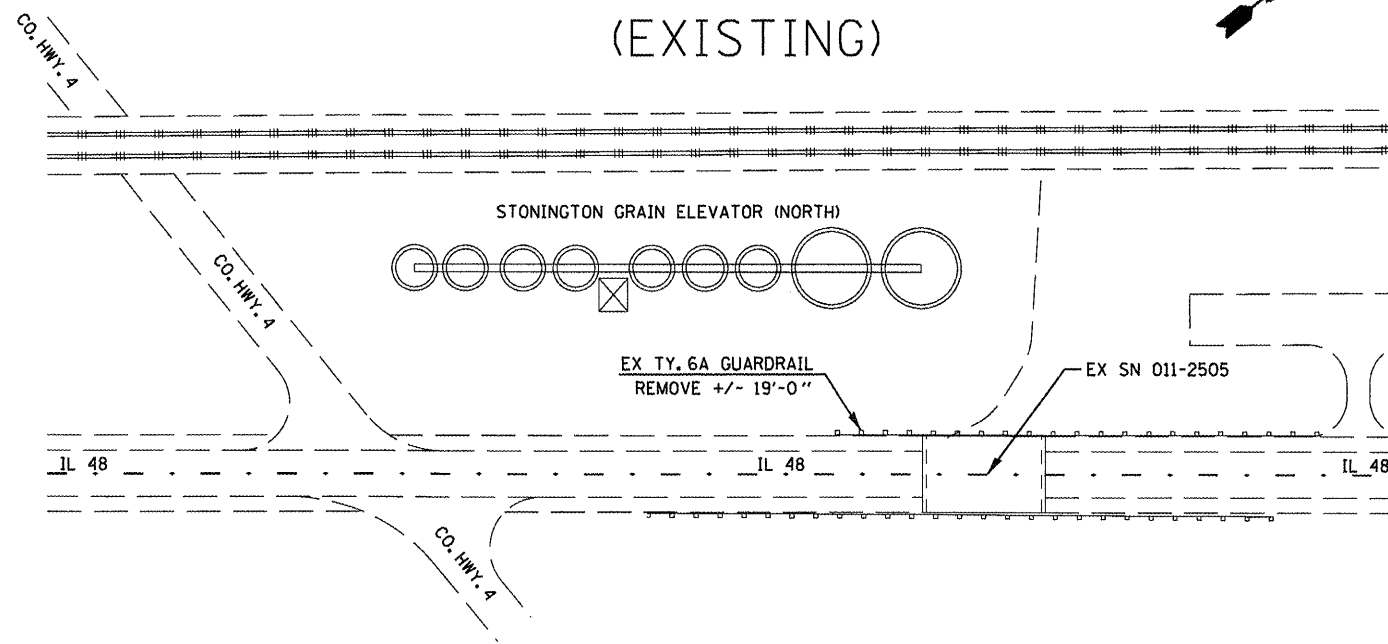 (EXISTING)
CO. HWY. 4
STONINGTON GRAIN ELEVATOR (NORTH)
CO. HWY. 4
EX TY. 6A GUARDRAIL
REMOVE +/- 19'-0"
EX SN 011-2505
IL 48
IL 48
IL 48
CO. HWY. 4